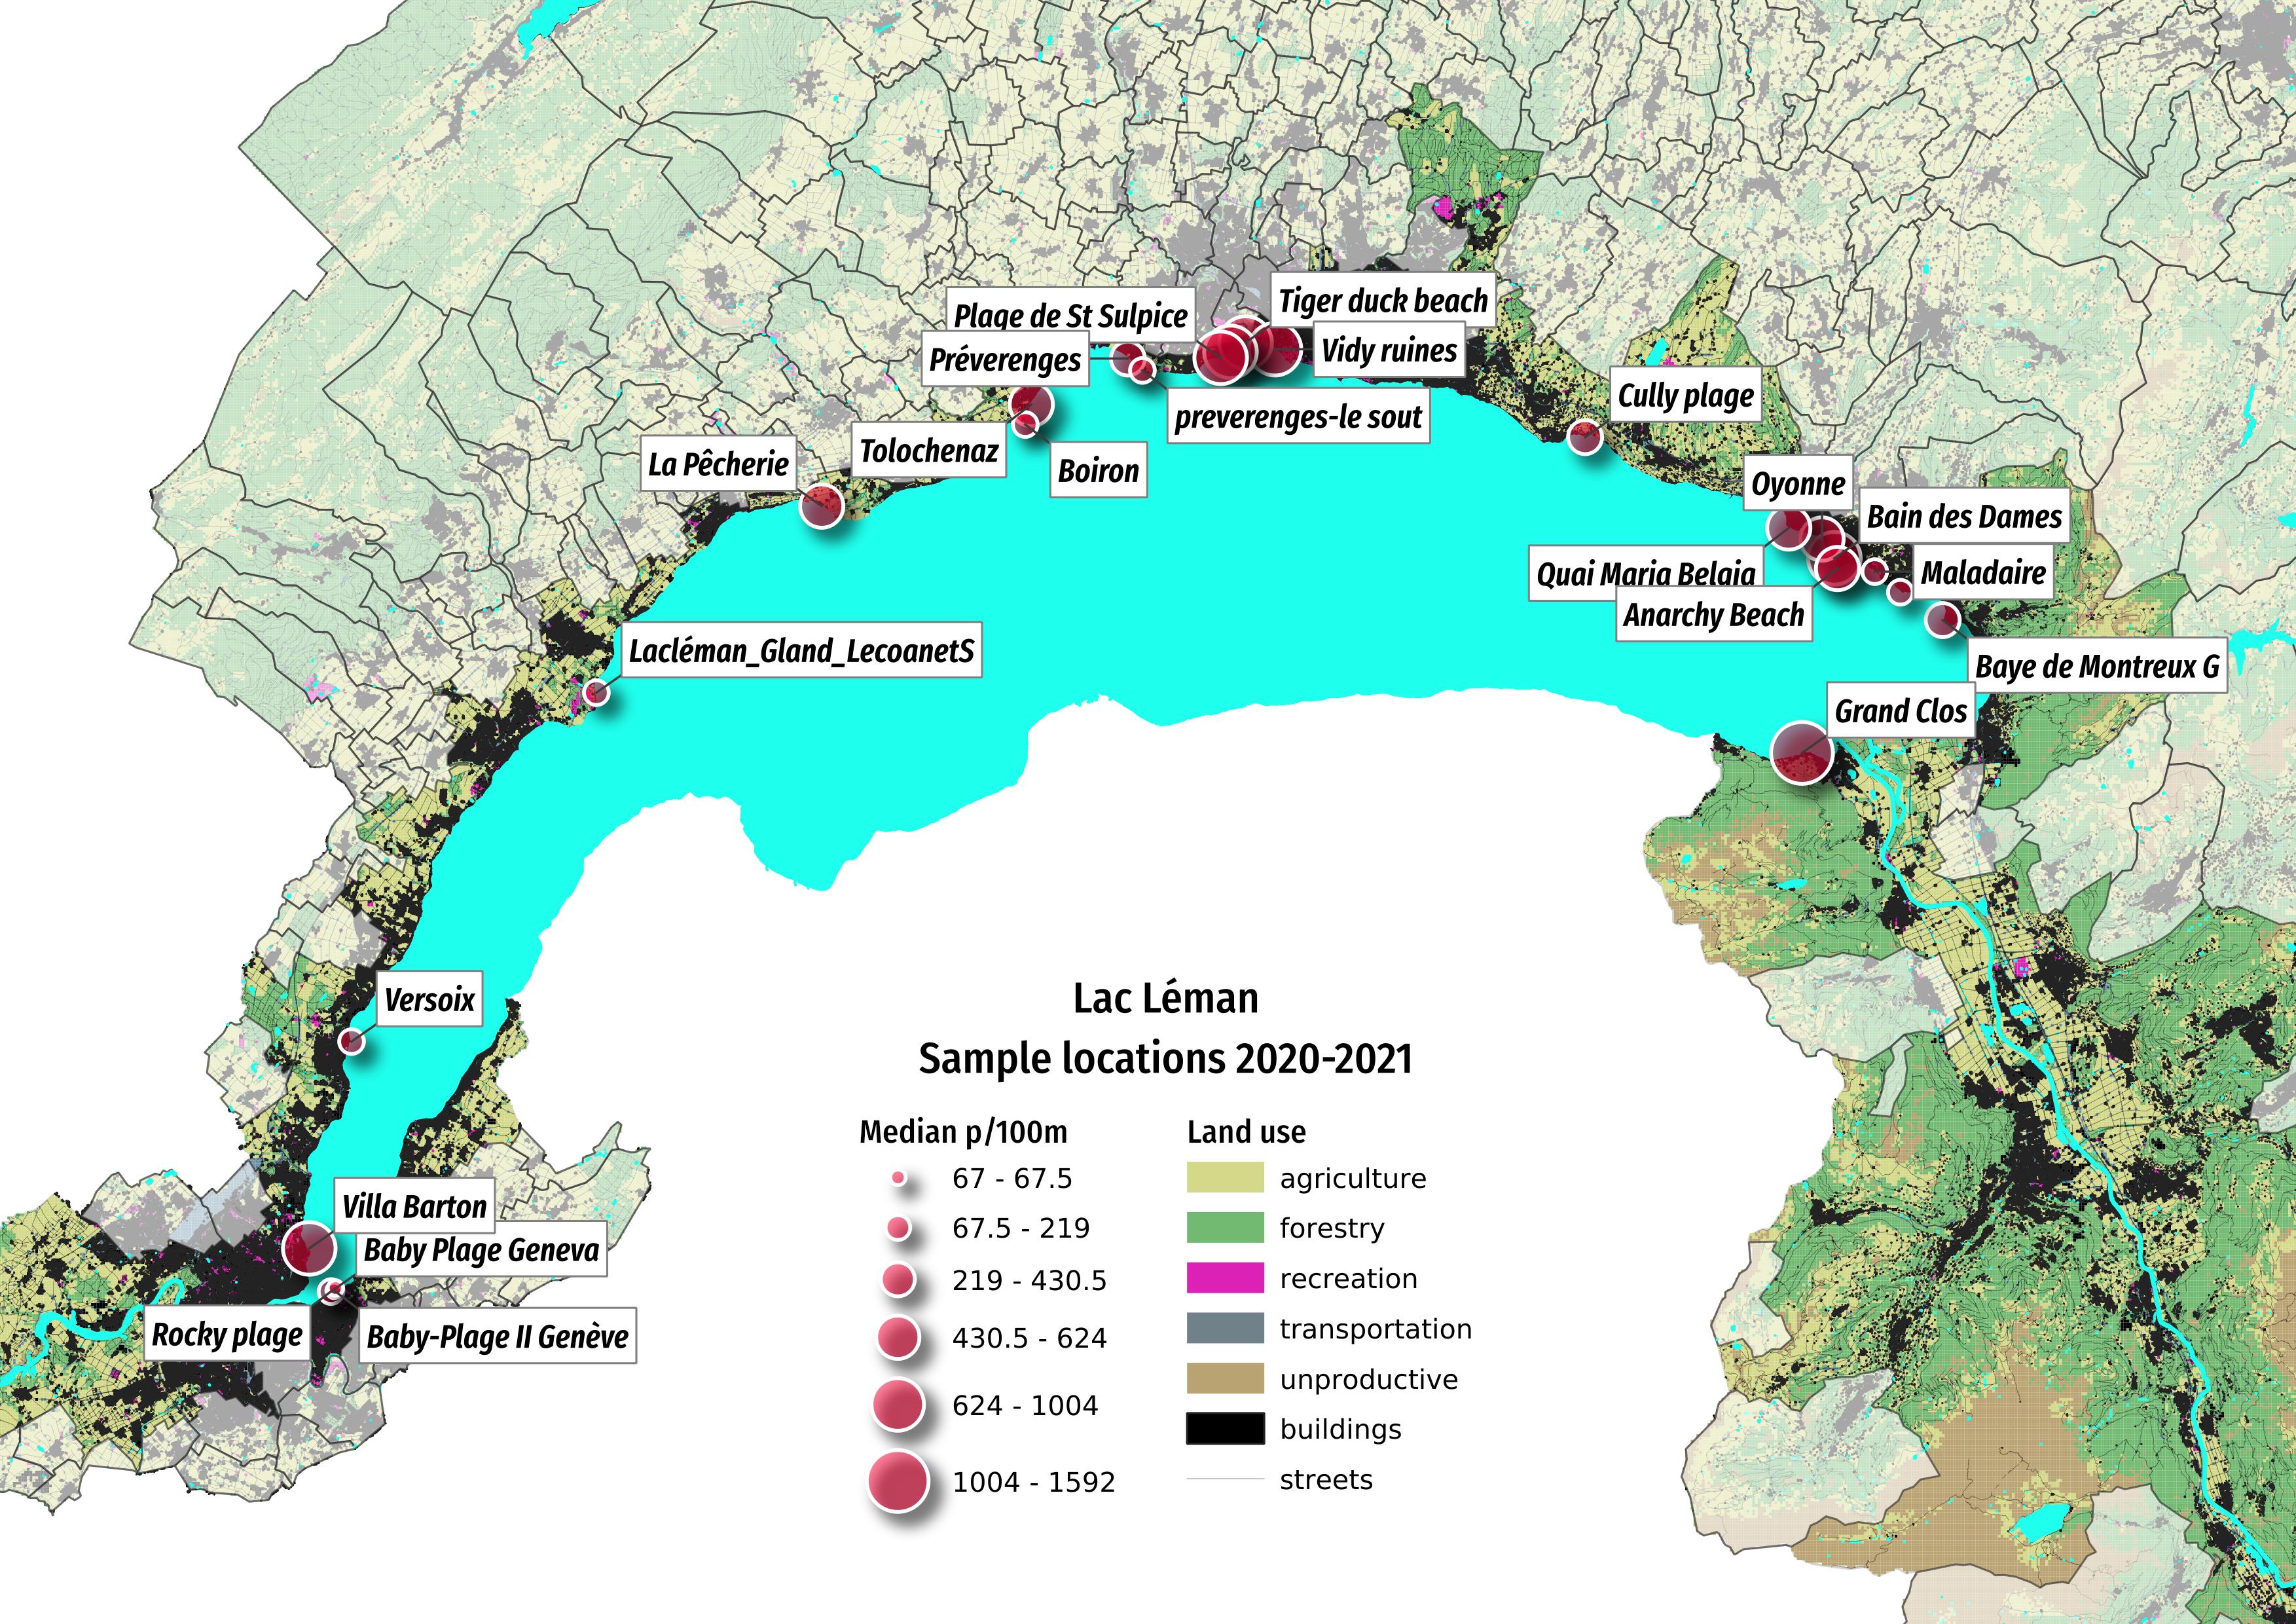 Tiger duck beach
Plage de St Sulpice
Préverenges
Vidy ruines
Cully plage
preverenges-le sout
Tolochenaz
La Pêcherie
Boiron
Oyonne
Bain des Dames
Quai Maria Belgia
Maladaire
Anarchy Beach
Lacléman_Gland_LecoanetS
Baye de Montreux G
Grand Clos
Versoix
Villa Barton
Baby Plage Geneva
Rocky plage
Baby-Plage II Genève
Lac Léman
Sample locations 2020-2021
Median p/100m
67 - 67.5
67.5 - 219
219 - 430.5
430.5 - 624
624 - 1004
1004 - 1592
Land use
agriculture
forestry
recreation
transportation
unproductive
buildings
streets